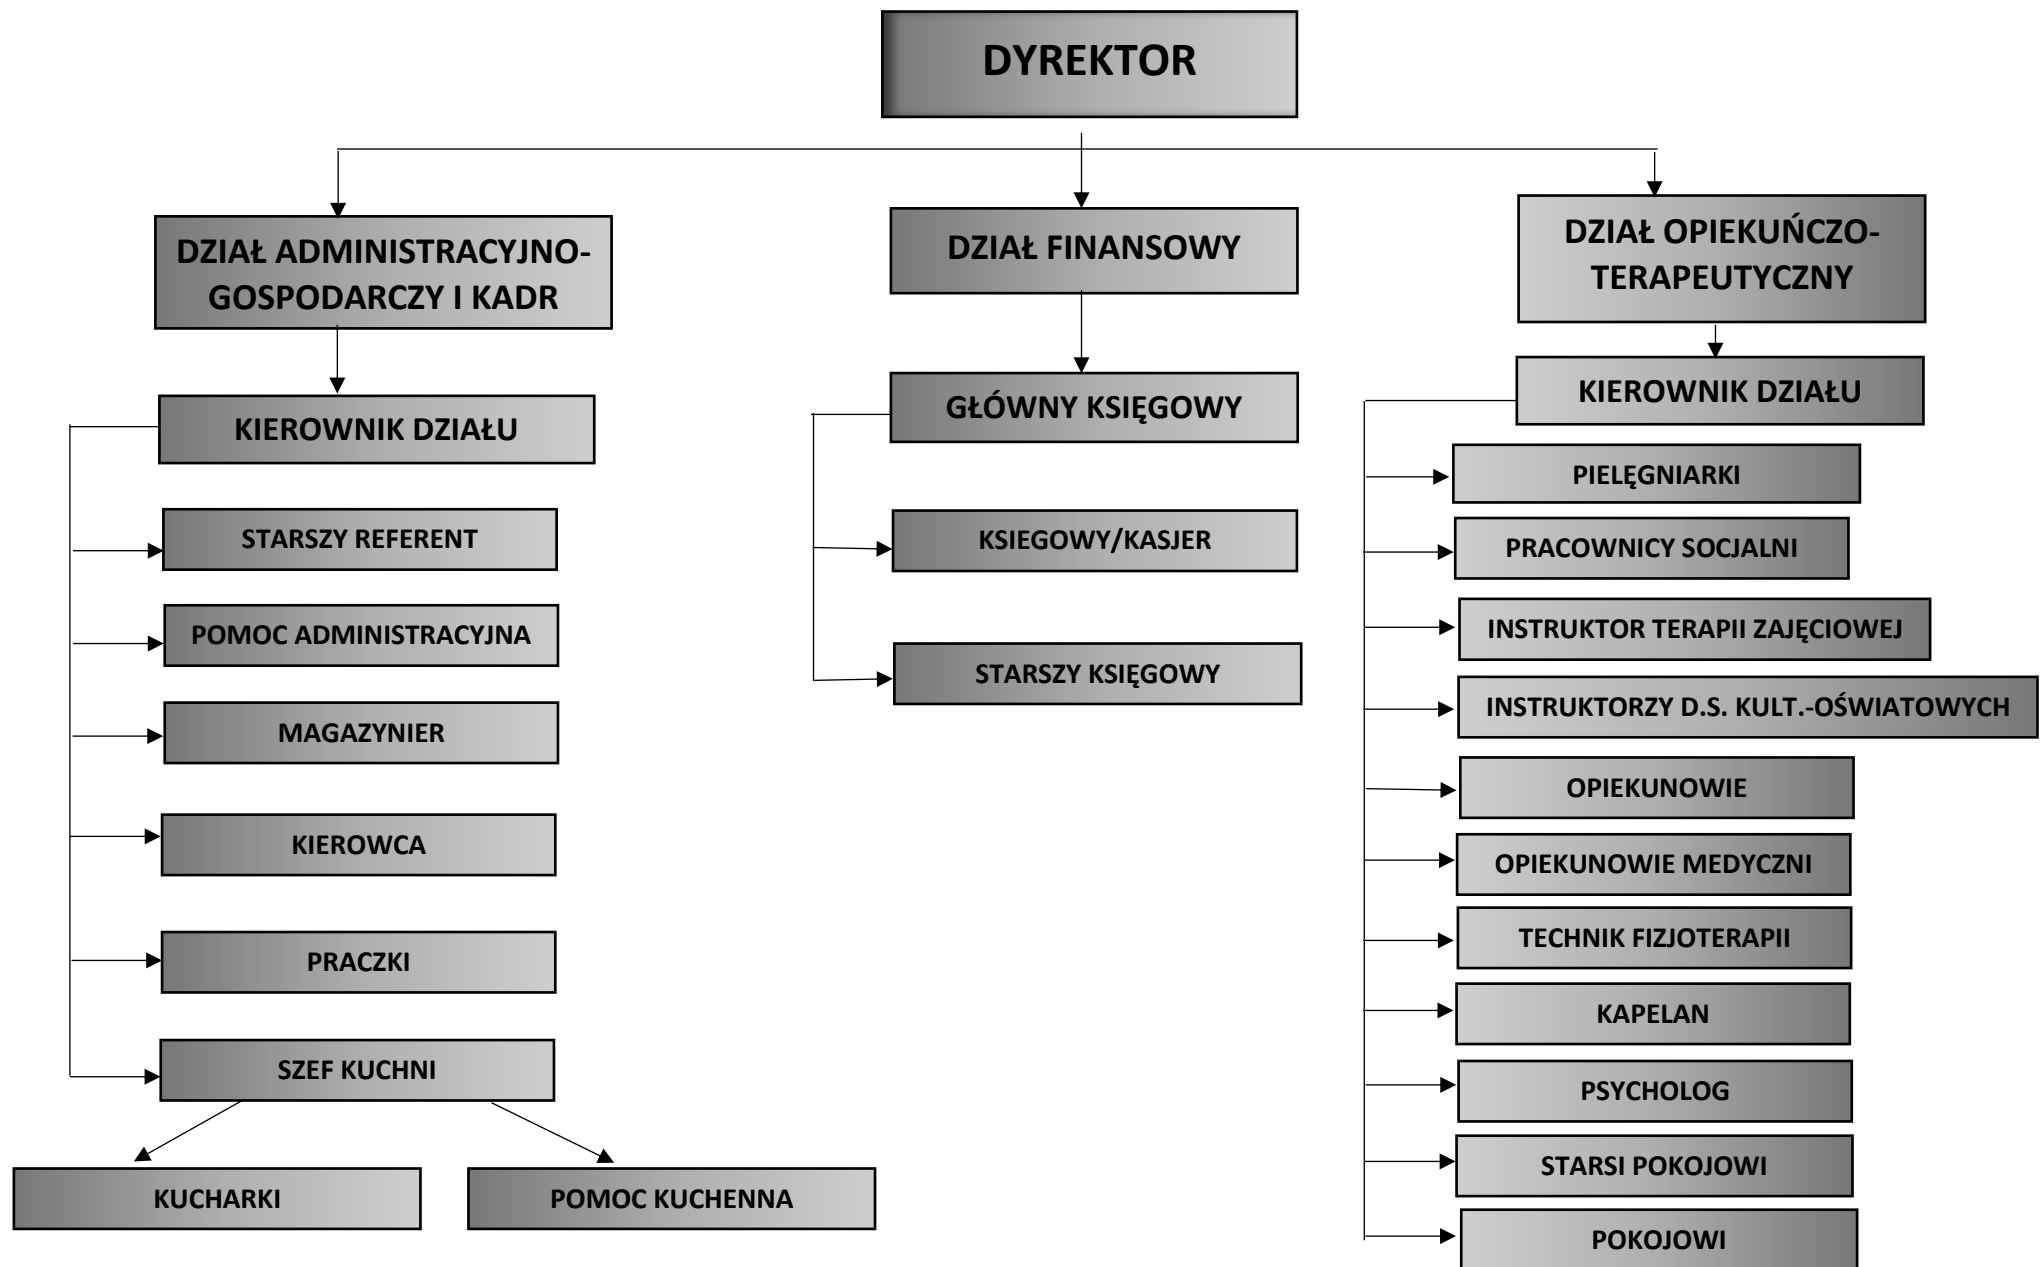 DYREKTOR
DZIAŁ ADMINISTRACYJNO-
GOSPODARCZY I KADR
KIEROWNIK DZIAŁU
STARSZY REFERENT
POMOC ADMINISTRACYJNA
MAGAZYNIER
KIEROWCA
PRACZKI
SZEF KUCHNI
KUCHARKI
POMOC KUCHENNA
DZIAŁ FINANSOWY
GŁÓWNY KSIĘGOWY
KSIEGOWY/KASJER
STARSZY KSIĘGOWY
DZIAŁ OPIEKUŃCZO-
TERAPEUTYCZNY
KIEROWNIK DZIAŁU
PIELĘGNIARKI
PRACOWNICY SOCJALNI
INSTRUKTOR TERAPII ZAJĘCIOWEJ
INSTRUKTORZY D.S. KULT.-OŚWIATOWYCH
OPIEKUNOWIE
OPIEKUNOWIE MEDYCZNI
TECHNIK FIZJOTERAPII
KAPELAN
PSYCHOLOG
STARSI POKOJOWI
POKOJOWI